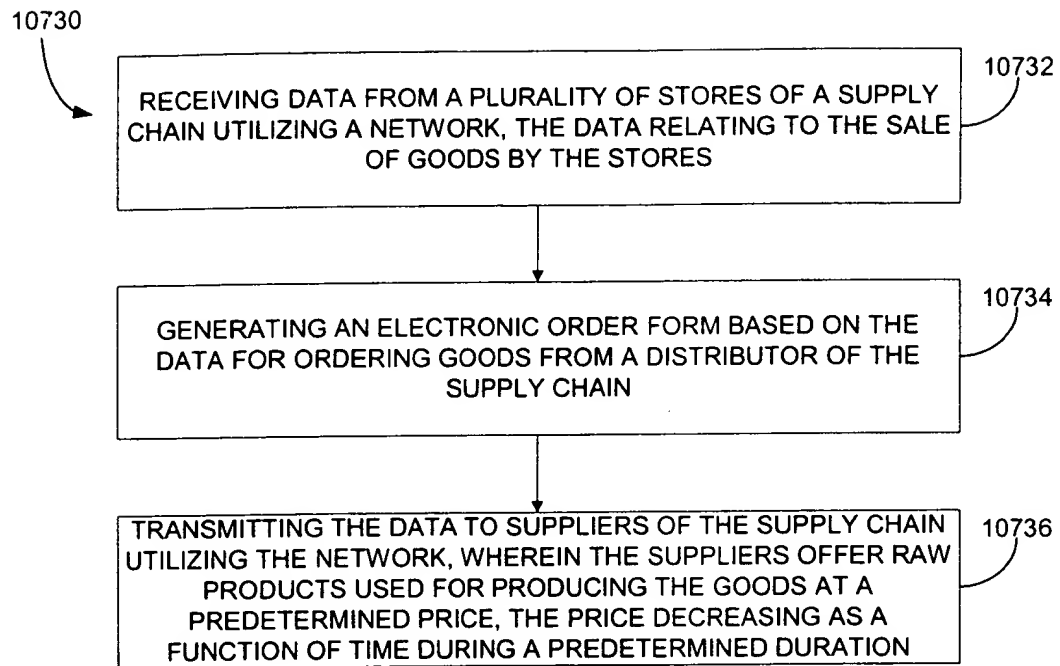 10730
10732
RECEIVING DATA FROM A PLURALITY OF STORES OF A SUPPLY
CHAIN UTILIZING A NETWORK, THE DATA RELATING TO THE SALE
OF GOODS BY THE STORES
10734
GENERATING AN ELECTRONIC ORDER FORM BASED ON THE
DATA FOR ORDERING GOODS FROM A DISTRIBUTOR OF THE
SUPPLY CHAIN
TRANSMITTING THE DATA TO SUPPLIERS OF THE SUPPLY CHAIN
10736
UTILIZING THE NETWORK, WHEREIN THE SUPPLIERS OFFER RAW
PRODUCTS USED FOR PRODUCING THE GOODS AT A
PREDETERMINED PRICE, THE PRICE DECREASING AS A
FUNCTION OF TIME DURING A PREDETERMINED DURATION